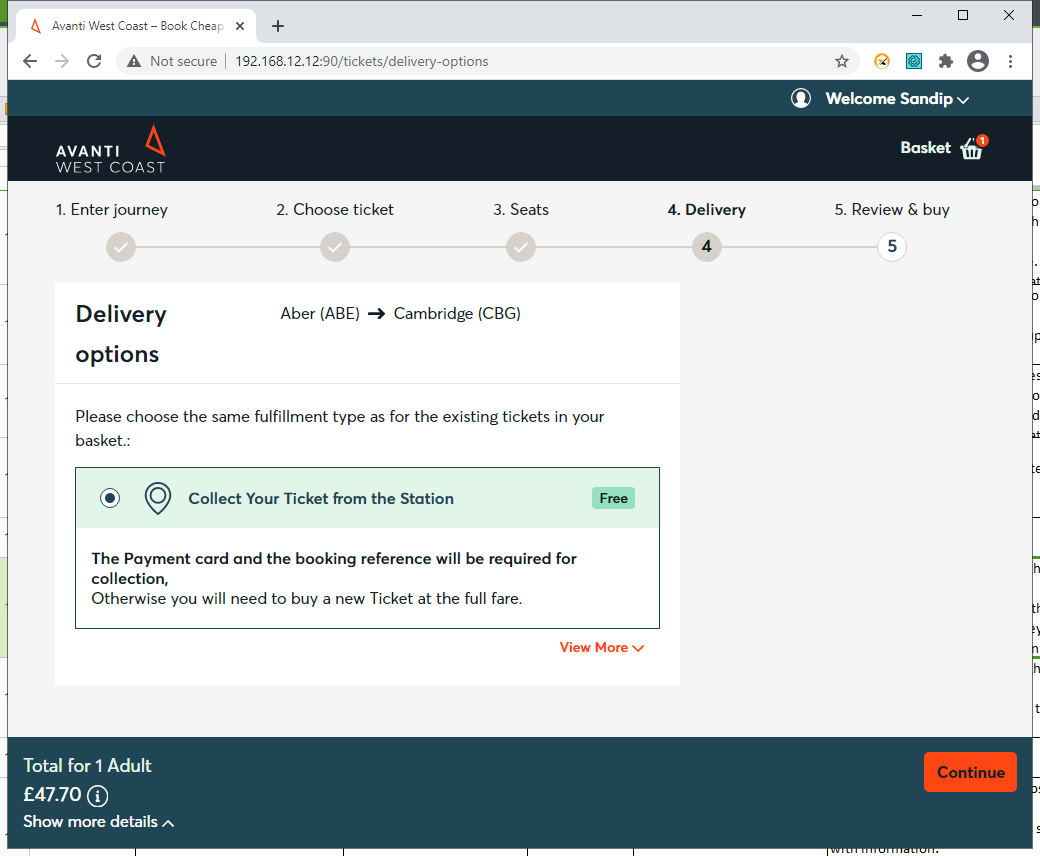 Avanti West Coast – Book Cheap
Not secure
192.168.12.12:90/tickets/delivery-options
Welcome Sandip
AVANTI
WEST COAST
Basket
1
1. Enter journey
2. Choose ticket
3. Seats
4. Delivery
5. Review & buy
4
5
Delivery
options
Aber (ABE) → Cambridge (CBG)
Please choose the same fulfillment type as for the existing tickets in your
basket.:
Collect Your Ticket from the Station
Free
The Payment card and the booking reference will be required for
collection,
Otherwise you will need to buy a new Ticket at the full fare.
View More
Total for 1 Adult
£47.70
Show more details
Continue
with information.